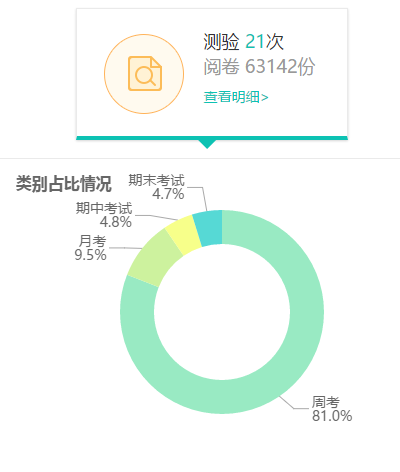 测验 21次
阅卷 63142份
查看明细>
类别占比情况
期末考试
4.7%
期中考试
4.8%
月考
9.5%
周考
81.0%